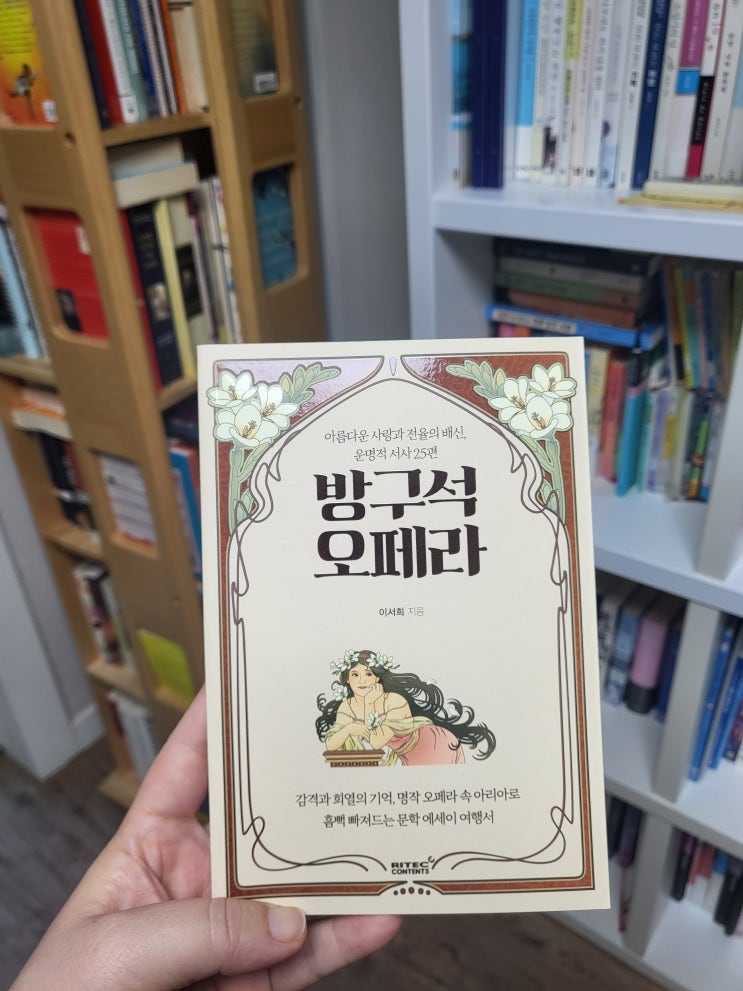 아름다운 사랑과 전율의 배신,
운명적 서사 25편
방구석
오페라
이서희 지음
감격과 희열의 기억, 명작 오페라 속 아리아로
흠뻑 빠져드는 문학 에세이 여행서
RITEC
CONTENTS